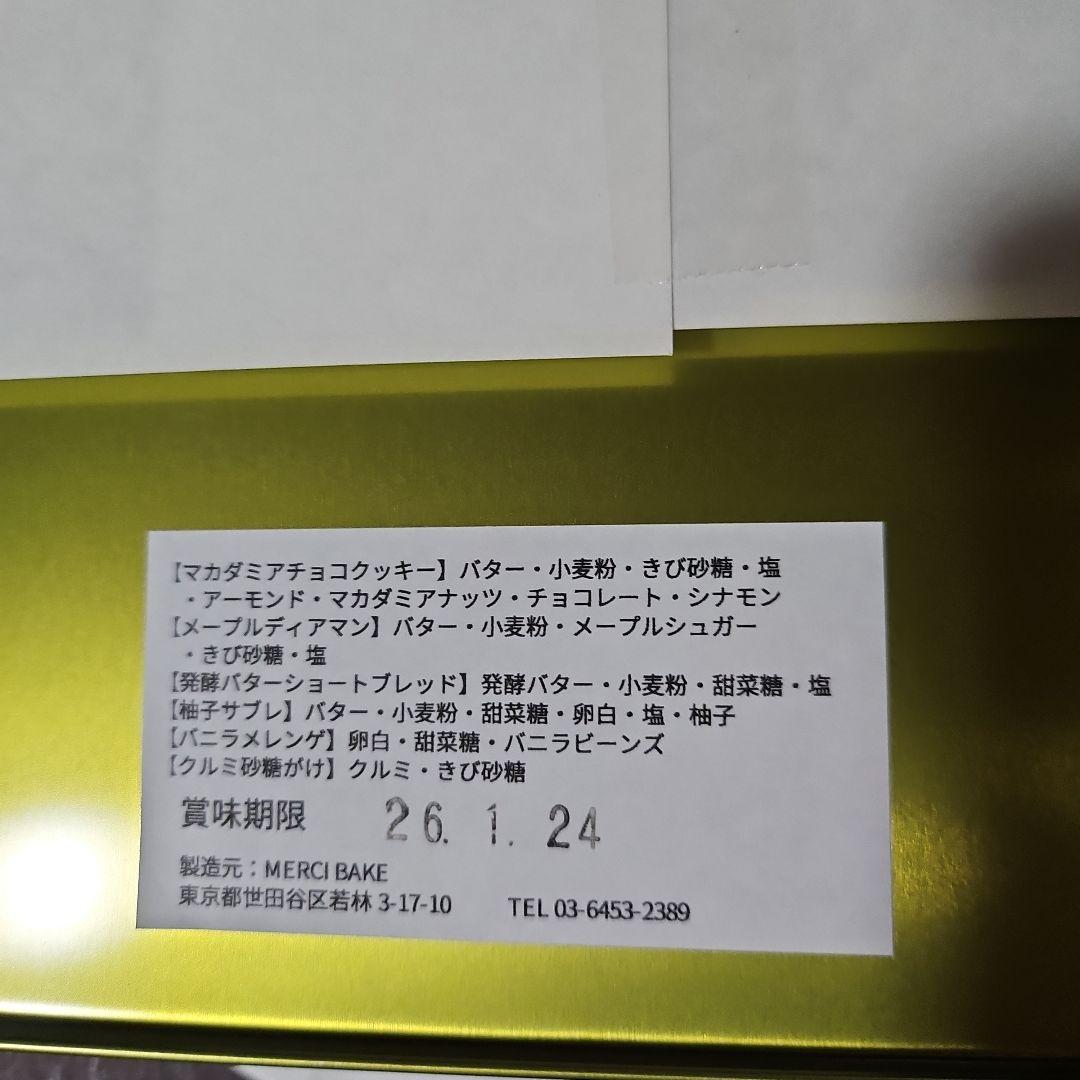 【マカダミアチョコクッキー】バター・小麦粉・きび砂糖・塩
・アーモンド・マカダミアナッツ・チョコレート・シナモン
【メープルディアマン】バター・小麦粉・メープルシュガー
・きび砂糖・塩
【発酵バターショートブレッド】発酵バター・小麦粉・甜菜糖・塩
【柚子サブレ】バター・小麦粉・甜菜糖・卵白・塩・柚子
【バニラメレンゲ】卵白・甜菜糖・バニラビーンズ
【クルミ砂糖がけ】クルミ・きび砂糖
賞味期限 26. 1. 24
製造元：MERCI BAKE
東京都世田谷区若林 3-17-10 TEL 03-6453-2389